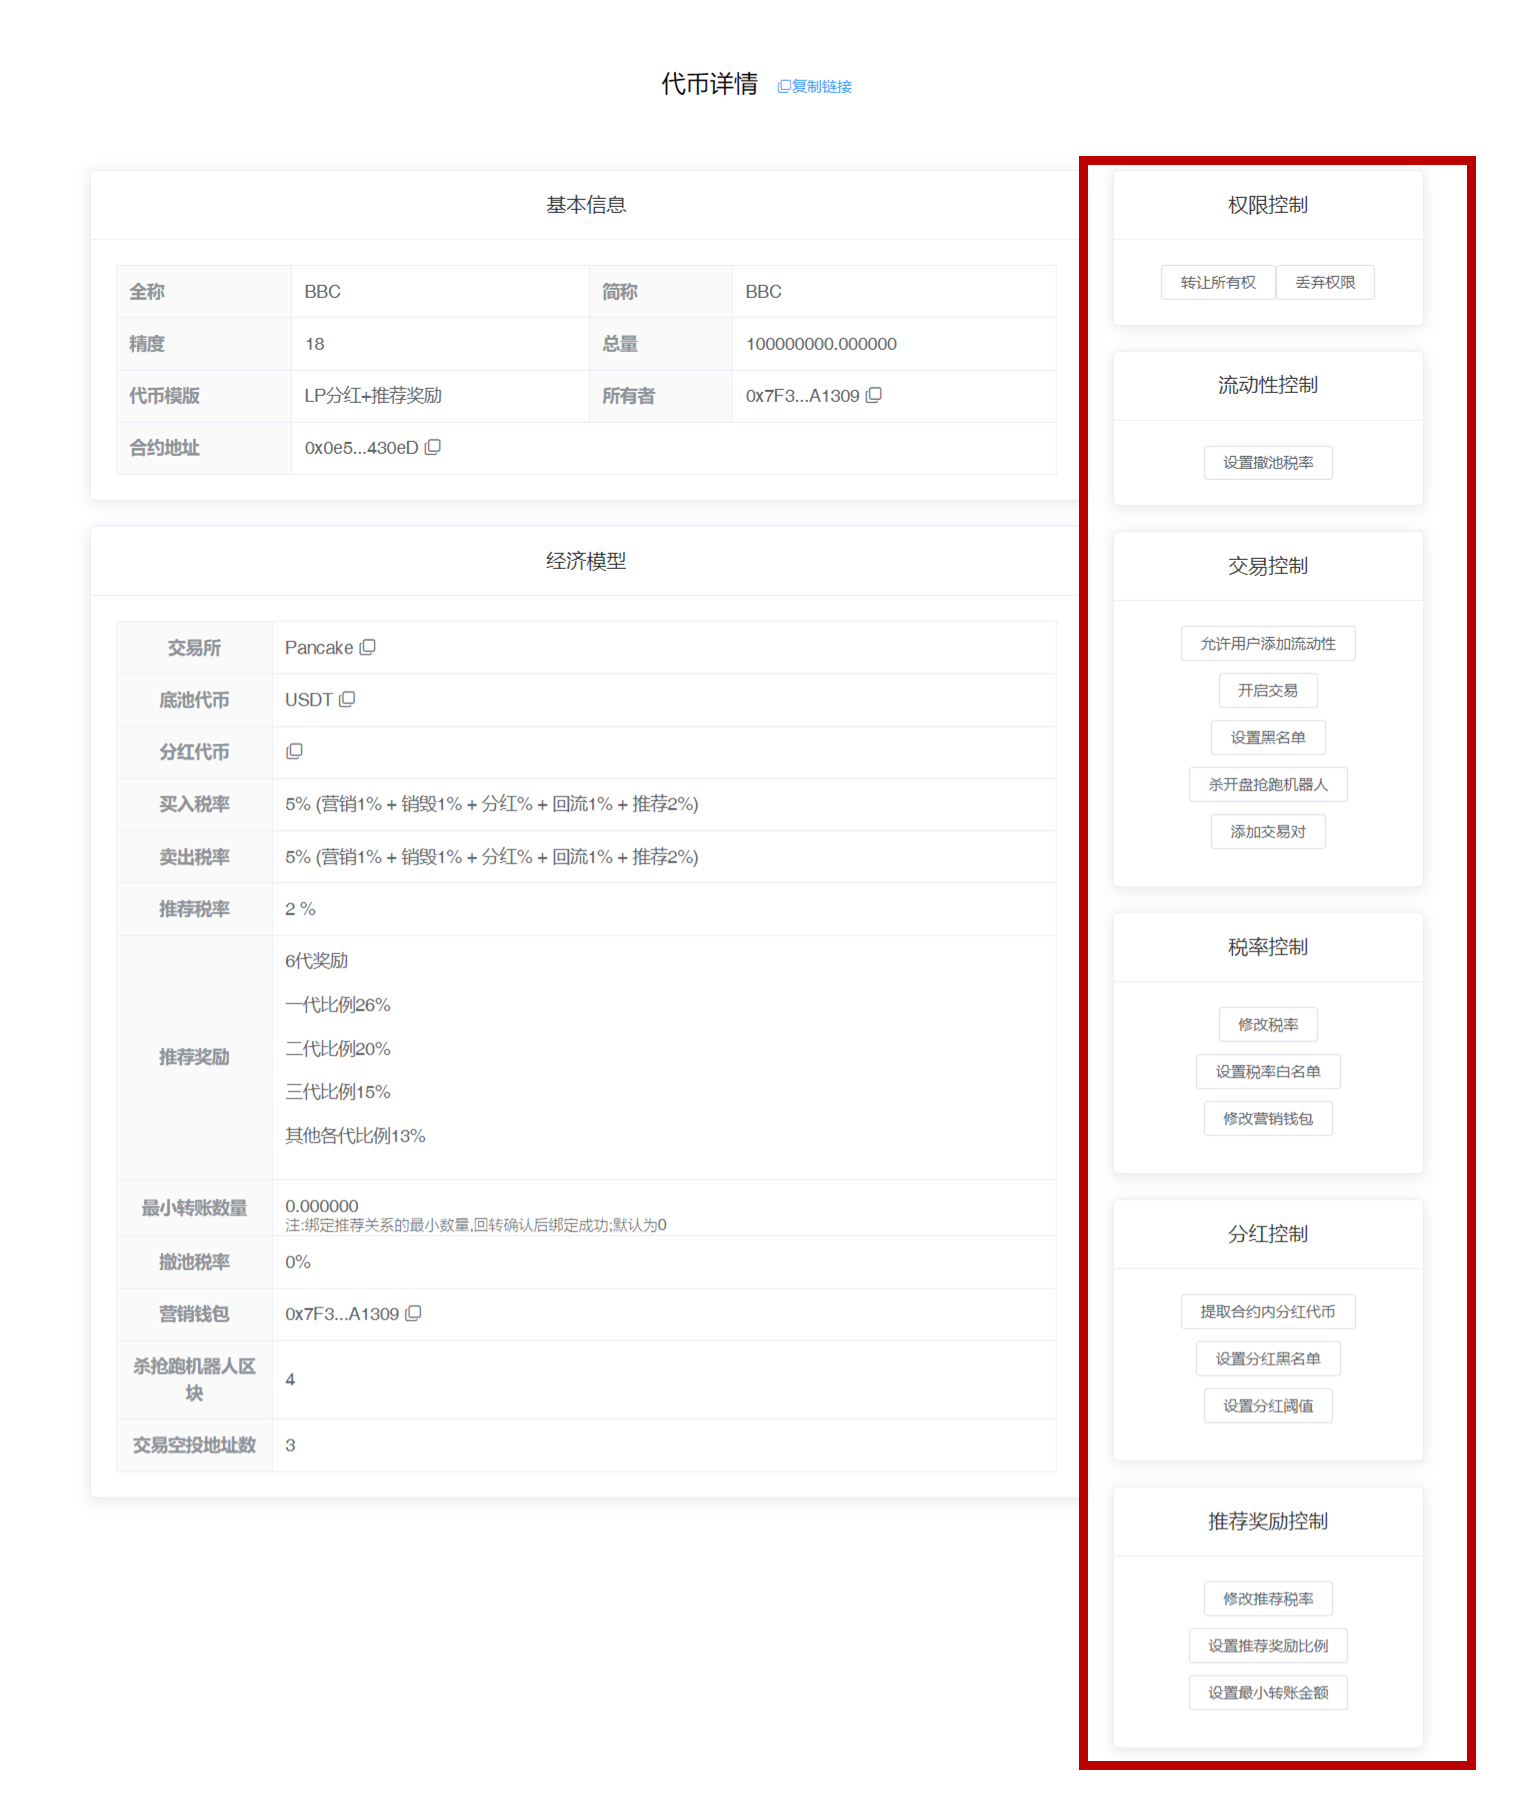 代币详情 复制链接
基本信息
全称 BBC 简称 BBC
精度 18 总量 100000000.000000
代币模版 LP分红+推荐奖励 所有者 0x7F3...A1309
合约地址 0x0e5...430eD
经济模型
交易所 Pancake
底池代币 USDT
分红代币
买入税率 5% (营销1% + 销毁1% + 分红% + 回流1% + 推荐2%)
卖出税率 5% (营销1% + 销毁1% + 分红% + 回流1% + 推荐2%)
推荐税率 2 %
推荐奖励
6代奖励
一代比例26%
二代比例20%
三代比例15%
其他各代比例13%
最小转账数量 0.000000
注:绑定推荐关系的最小数量,回转确认后绑定成功;默认为0
撤池税率 0%
营销钱包 0x7F3...A1309
杀抢跑机器人区
块
4
交易空投地址数 3
权限控制
转让所有权 丢弃权限
流动性控制
设置撤池税率
交易控制
允许用户添加流动性
开启交易
设置黑名单
杀开盘抢跑机器人
添加交易对
税率控制
修改税率
设置税率白名单
修改营销钱包
分红控制
提取合约内分红代币
设置分红黑名单
设置分红阈值
推荐奖励控制
修改推荐税率
设置推荐奖励比例
设置最小转账金额